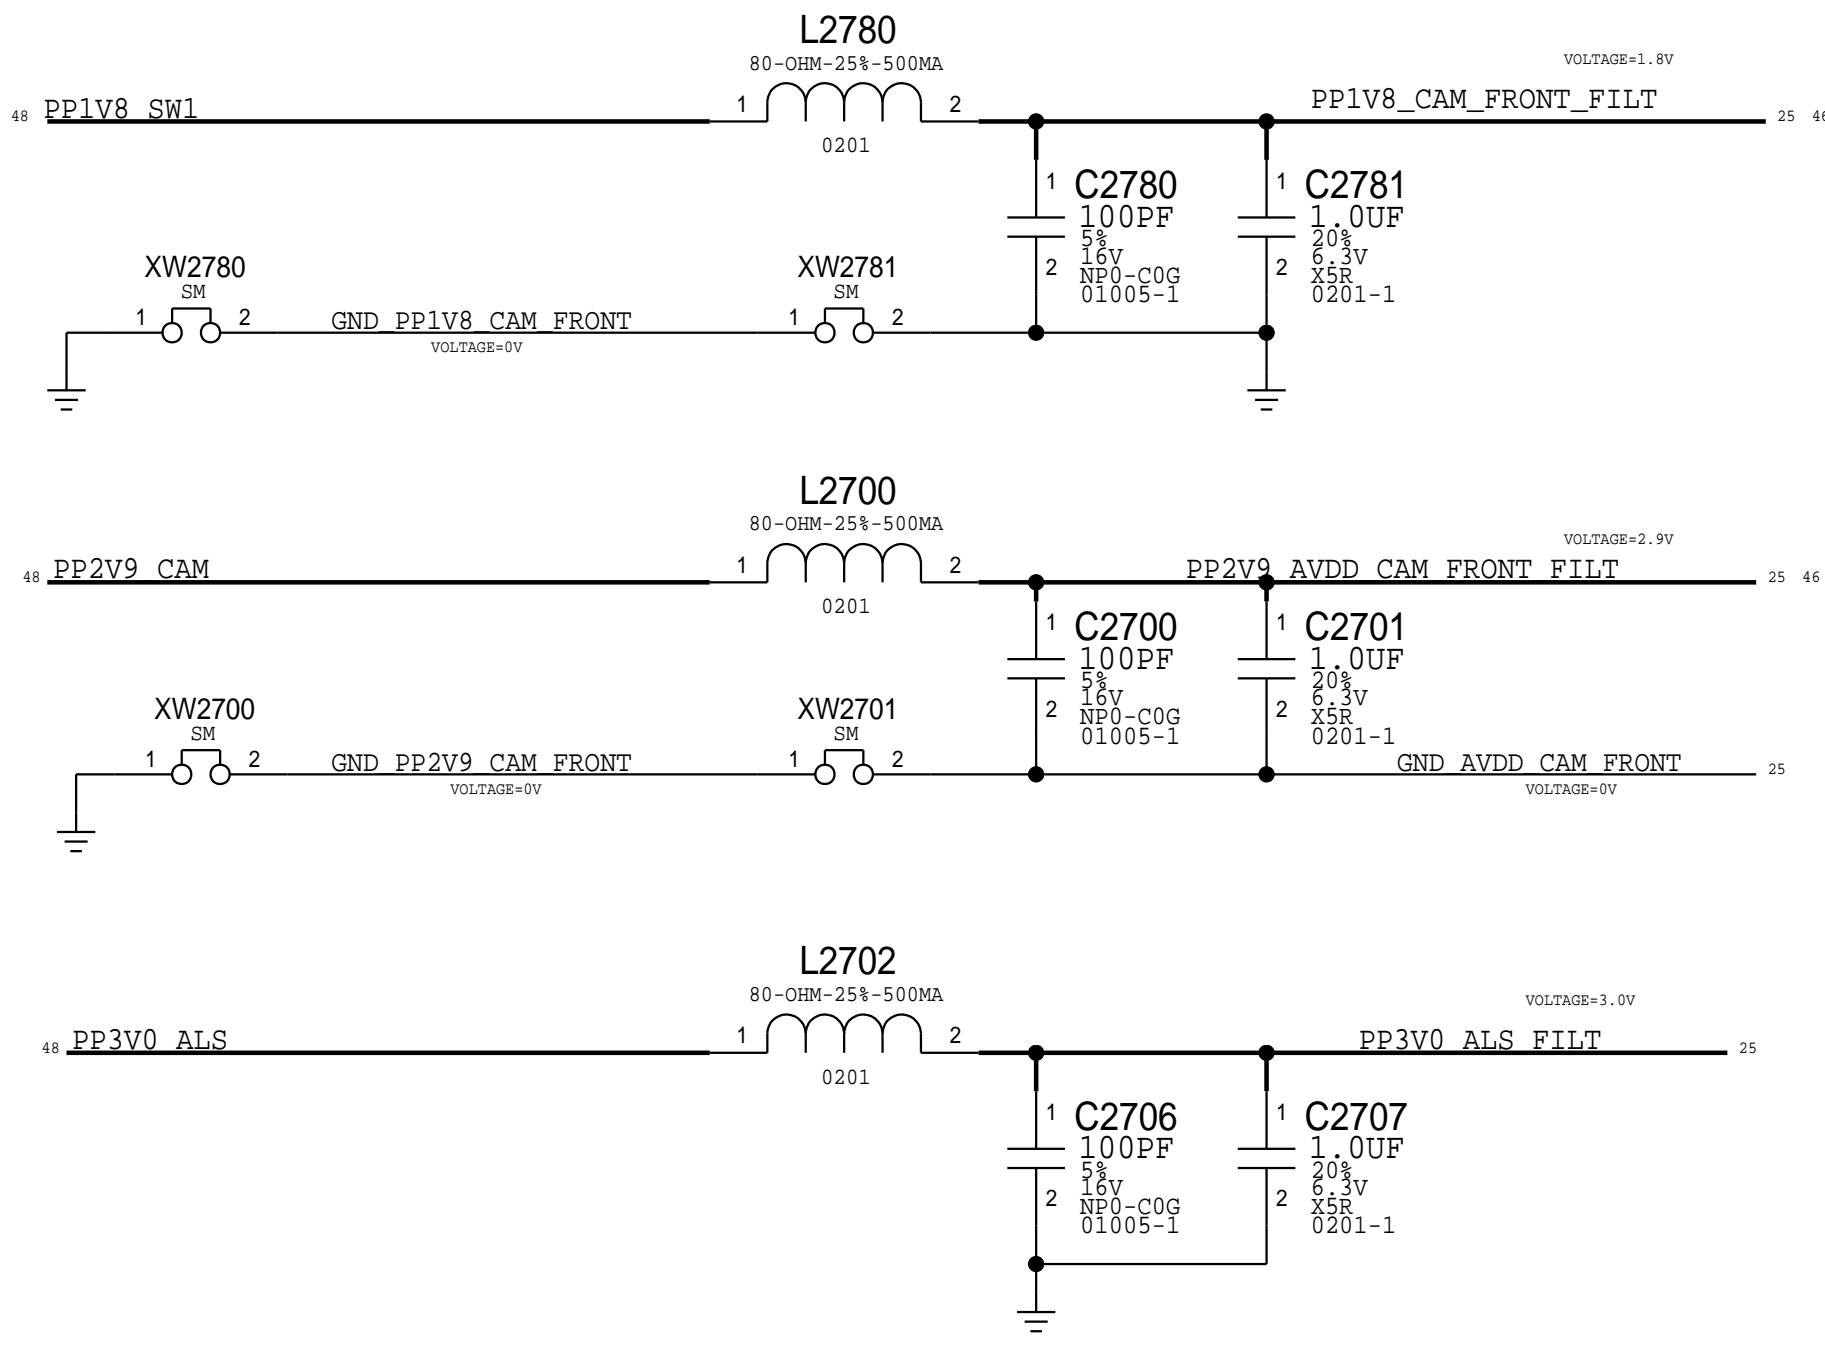 L2780
80-OHM-25%-500MA
VOLTAGE=1.8V
48 PP1V8_SW1
1 2
PP1V8_CAM_FRONT_FILT
25 46
0201
1 C2780
100PF
5%
16V
2 NP0-C0G
01005-1
1 C2781
1.0UF
20%
6.3V
2 X5R
0201-1
XW2780
SM
1 2
GND_PP1V8_CAM_FRONT
VOLTAGE=0V
XW2781
SM
1 2
L2700
80-OHM-25%-500MA
VOLTAGE=2.9V
48 PP2V9_CAM
1 2
PP2V9_AVDD_CAM_FRONT_FILT
25 46
0201
1 C2700
100PF
5%
16V
2 NP0-C0G
01005-1
1 C2701
1.0UF
20%
6.3V
2 X5R
0201-1
XW2700
SM
1 2
GND_PP2V9_CAM_FRONT
VOLTAGE=0V
XW2701
SM
1 2
GND_AVDD_CAM_FRONT
25
VOLTAGE=0V
L2702
80-OHM-25%-500MA
VOLTAGE=3.0V
48 PP3V0_ALS
1 2
PP3V0_ALS_FILT
25
0201
1 C2706
100PF
5%
16V
2 NP0-C0G
01005-1
1 C2707
1.0UF
20%
6.3V
2 X5R
0201-1